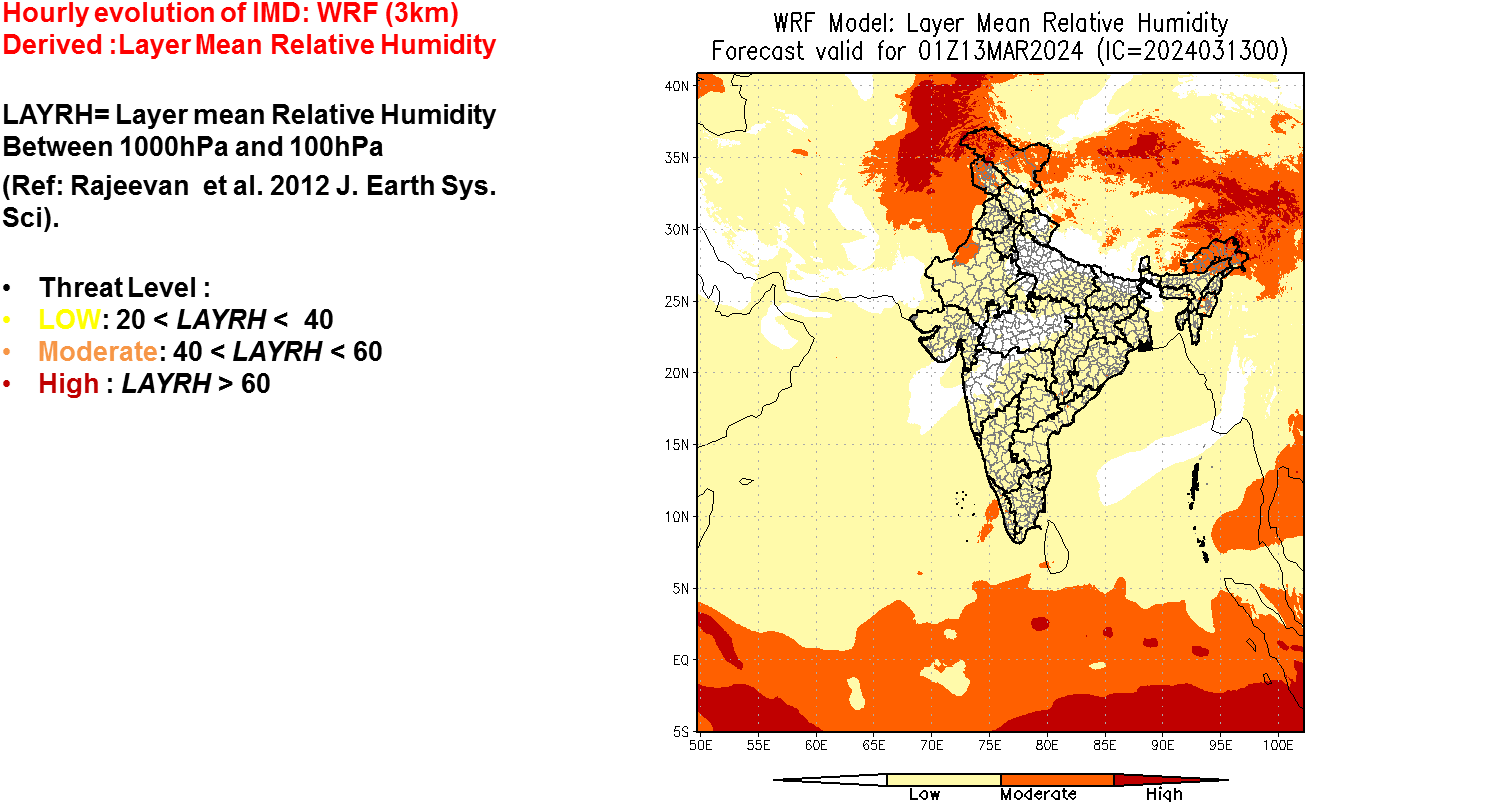 Hourly evolution of IMD: WRF (3km)
Derived :Layer Mean Relative Humidity
LAYRH= Layer mean Relative Humidity
Between 1000hPa and 100hPa
(Ref: Rajeevan et al. 2012 J. Earth Sys.
Sci).
• Threat Level :
• LOW: 20 < LAYRH < 40
• Moderate: 40 < LAYRH < 60
• High : LAYRH > 60
WRF Model: Layer Mean Relative Humidity
Forecast valid for 01Z13MAR2024 (IC=2024031300)
40N
35N
30N
25N
20N
15N
10N
5N
EQ
5S
50E 55E 60E 65E 70E 75E 80E 85E 90E 95E 100E
Low Moderate High